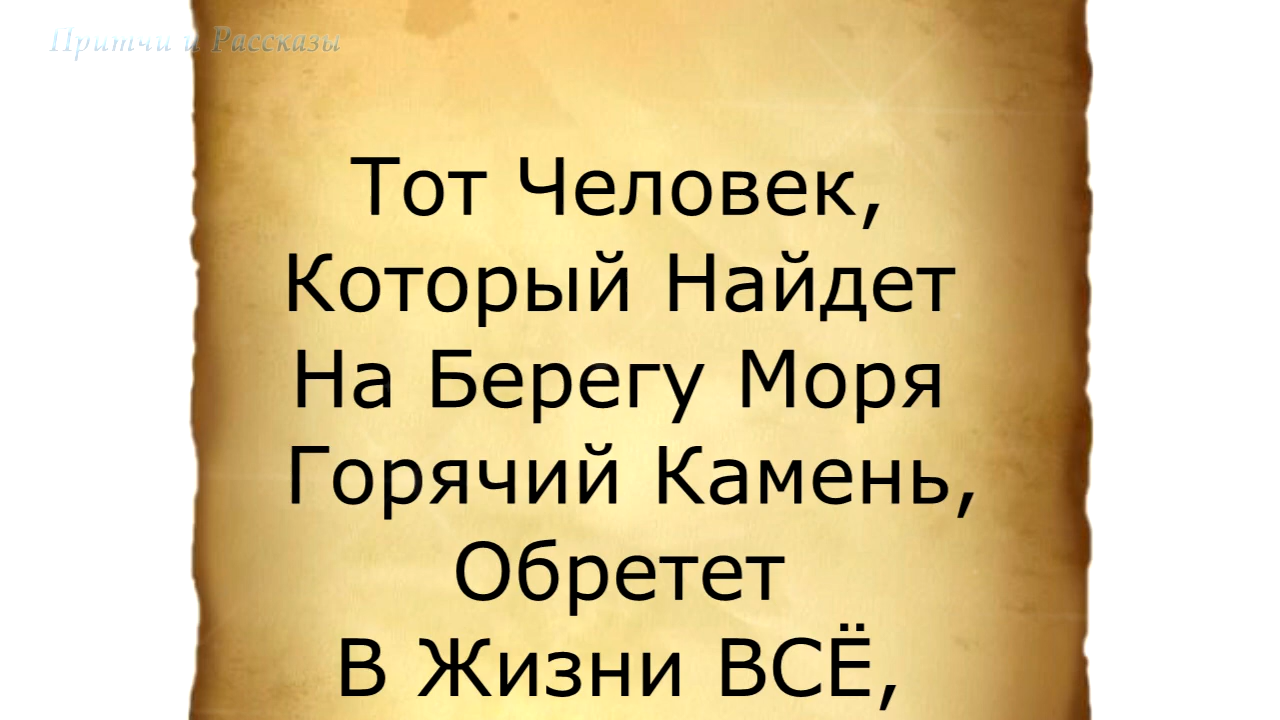 Притчи и Рассказы
Тот Человек,
Который Найдет
На Берегу Моря
Горячий Камень,
Обретет
В Жизни ВСЁ,